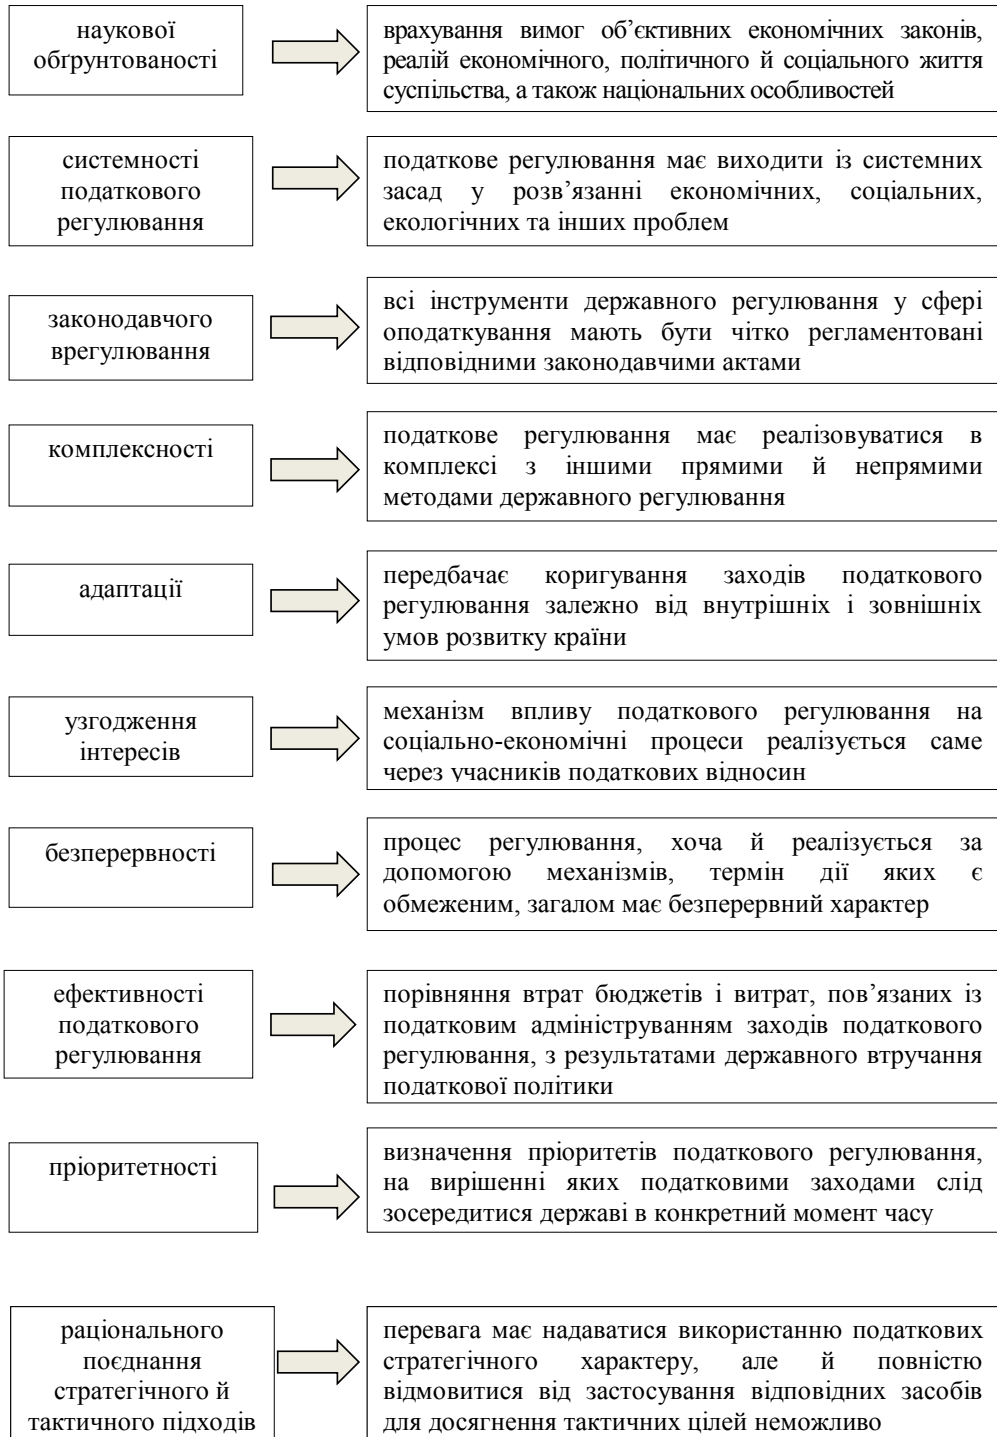 наукової
обґрунтованості
врахування вимог об’єктивних економічних законів,
реалій економічного, політичного й соціального життя
суспільства, а також національних особливостей
системності
податкового
регулювання
податкове регулювання має виходити із системних
засад у розв’язанні економічних, соціальних,
екологічних та інших проблем
законодавчого
врегулювання
всі інструменти державного регулювання у сфері
оподаткування мають бути чітко регламентовані
відповідними законодавчими актами
комплексності
податкове регулювання має реалізовуватися в
комплексі з іншими прямими й непрямими
методами державного регулювання
адаптації
передбачає коригування заходів податкового
регулювання залежно від внутрішніх і зовнішніх
умов розвитку країни
узгодження
інтересів
механізм впливу податкового регулювання на
соціально-економічні процеси реалізується саме
через учасників податкових відносин
безперервності
процес регулювання, хоча й реалізується за
допомогою механізмів, термін дії яких є
обмеженим, загалом має безперервний характер
ефективності
податкового
регулювання
порівняння втрат бюджетів і витрат, пов’язаних із
податковим адмініструванням заходів податкового
регулювання, з результатами державного втручання
податкової політики
пріоритетності
визначення пріоритетів податкового регулювання,
на вирішенні яких податковими заходами слід
зосередитися державі в конкретний момент часу
раціонального
поєднання
стратегічного й
тактичного підходів
перевага має надаватися використанню податкових
стратегічного характеру, але й повністю
відмовитися від застосування відповідних засобів
для досягнення тактичних цілей неможливо